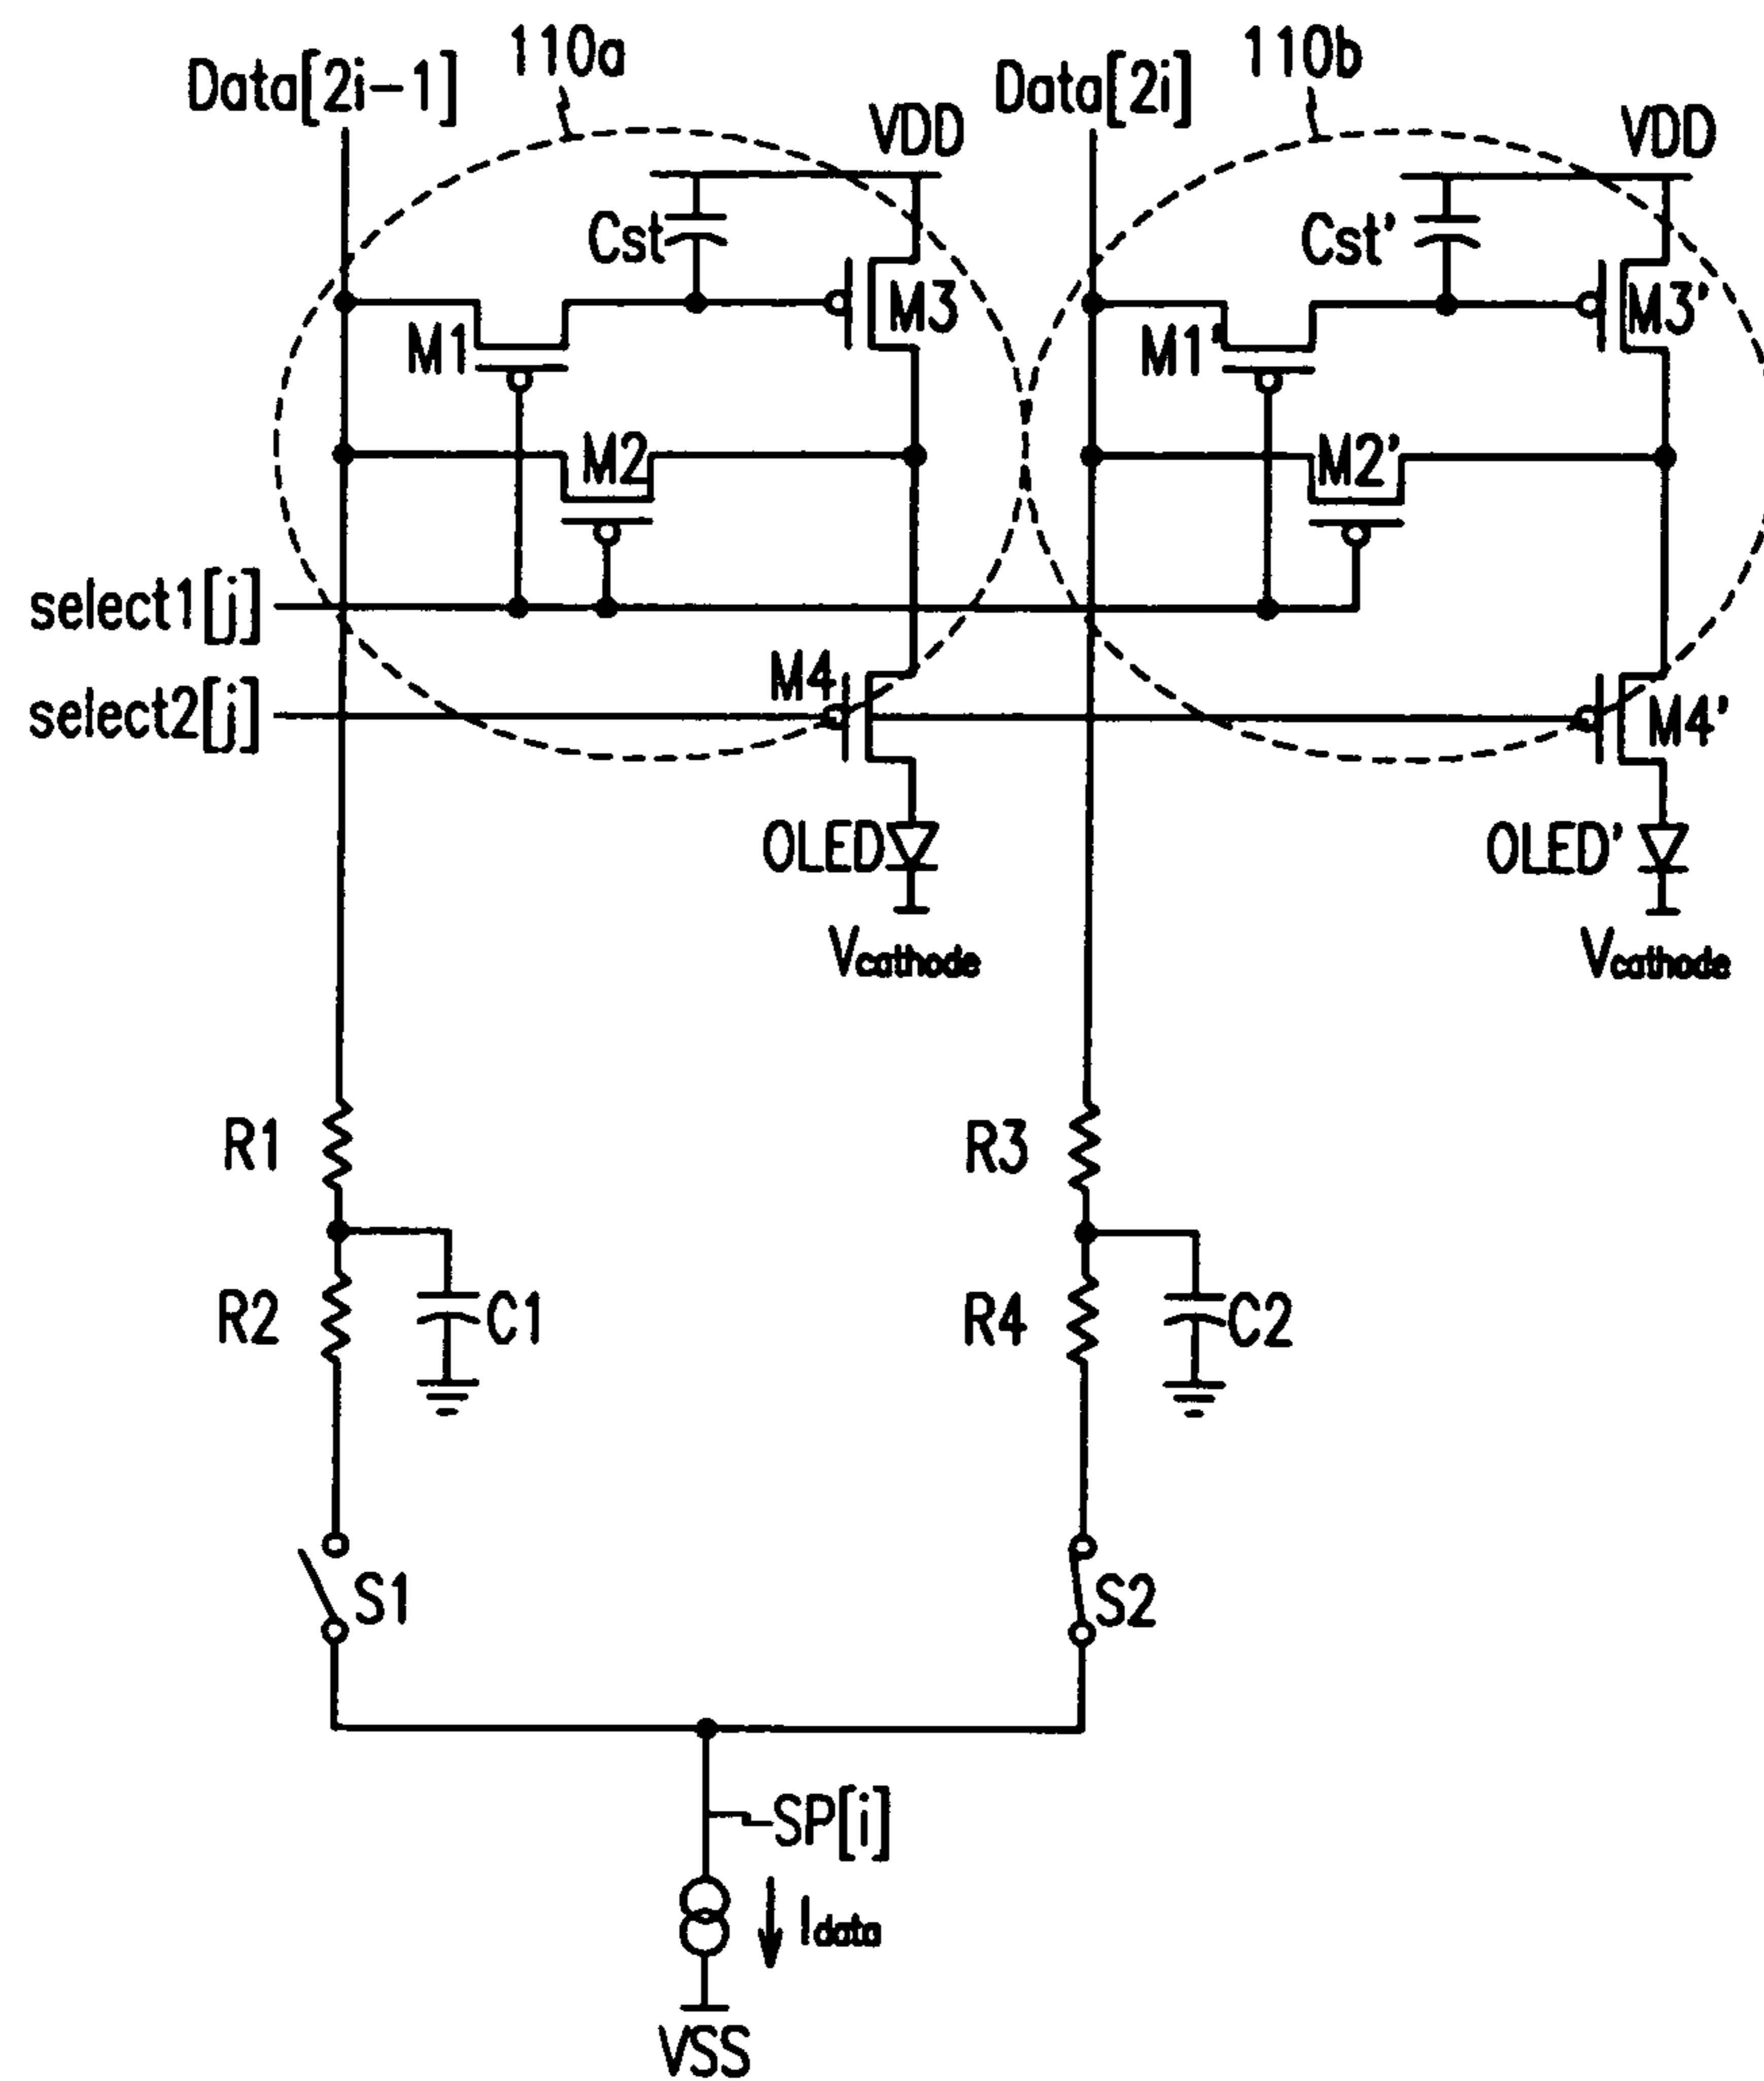 Data[2i-1]
110a
Data[2i]
110b
VDD
VDD
Cst
Cst'
M1
M3
M1'
M3'
M2
M2'
select1[j]
select2[j]
M4
M4'
OLED
OLED'
Vcathode
Vcathode
R1
R3
R2
C1
R4
C2
S1
S2
SP[i]
Idata
VSS